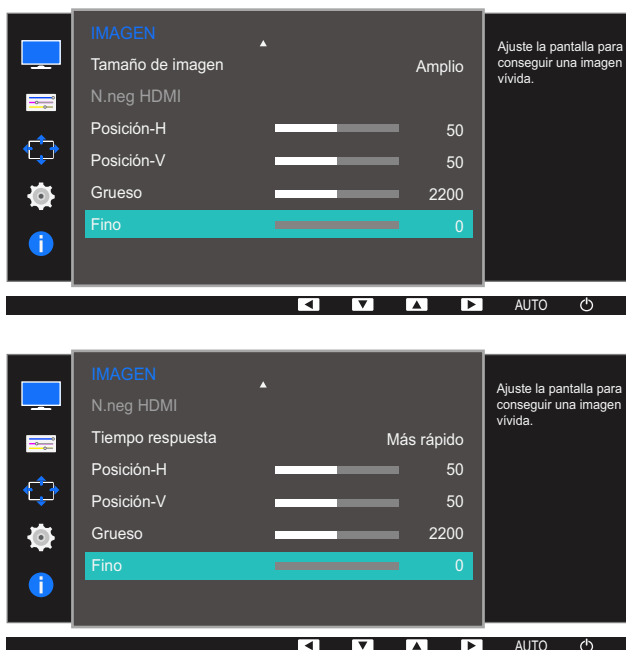 IMAGEN
Tamaño de imagen Amplio
N.neg HDMI
Posición-H 50
Posición-V 50
Grueso 2200
Fino 0
Ajuste la pantalla para
conseguir una imagen
vívida.
AUTO
IMAGEN
N.neg HDMI
Tiempo respuesta Más rápido
Posición-H 50
Posición-V 50
Grueso 2200
Fino 0
Ajuste la pantalla para
conseguir una imagen
vívida.
AUTO